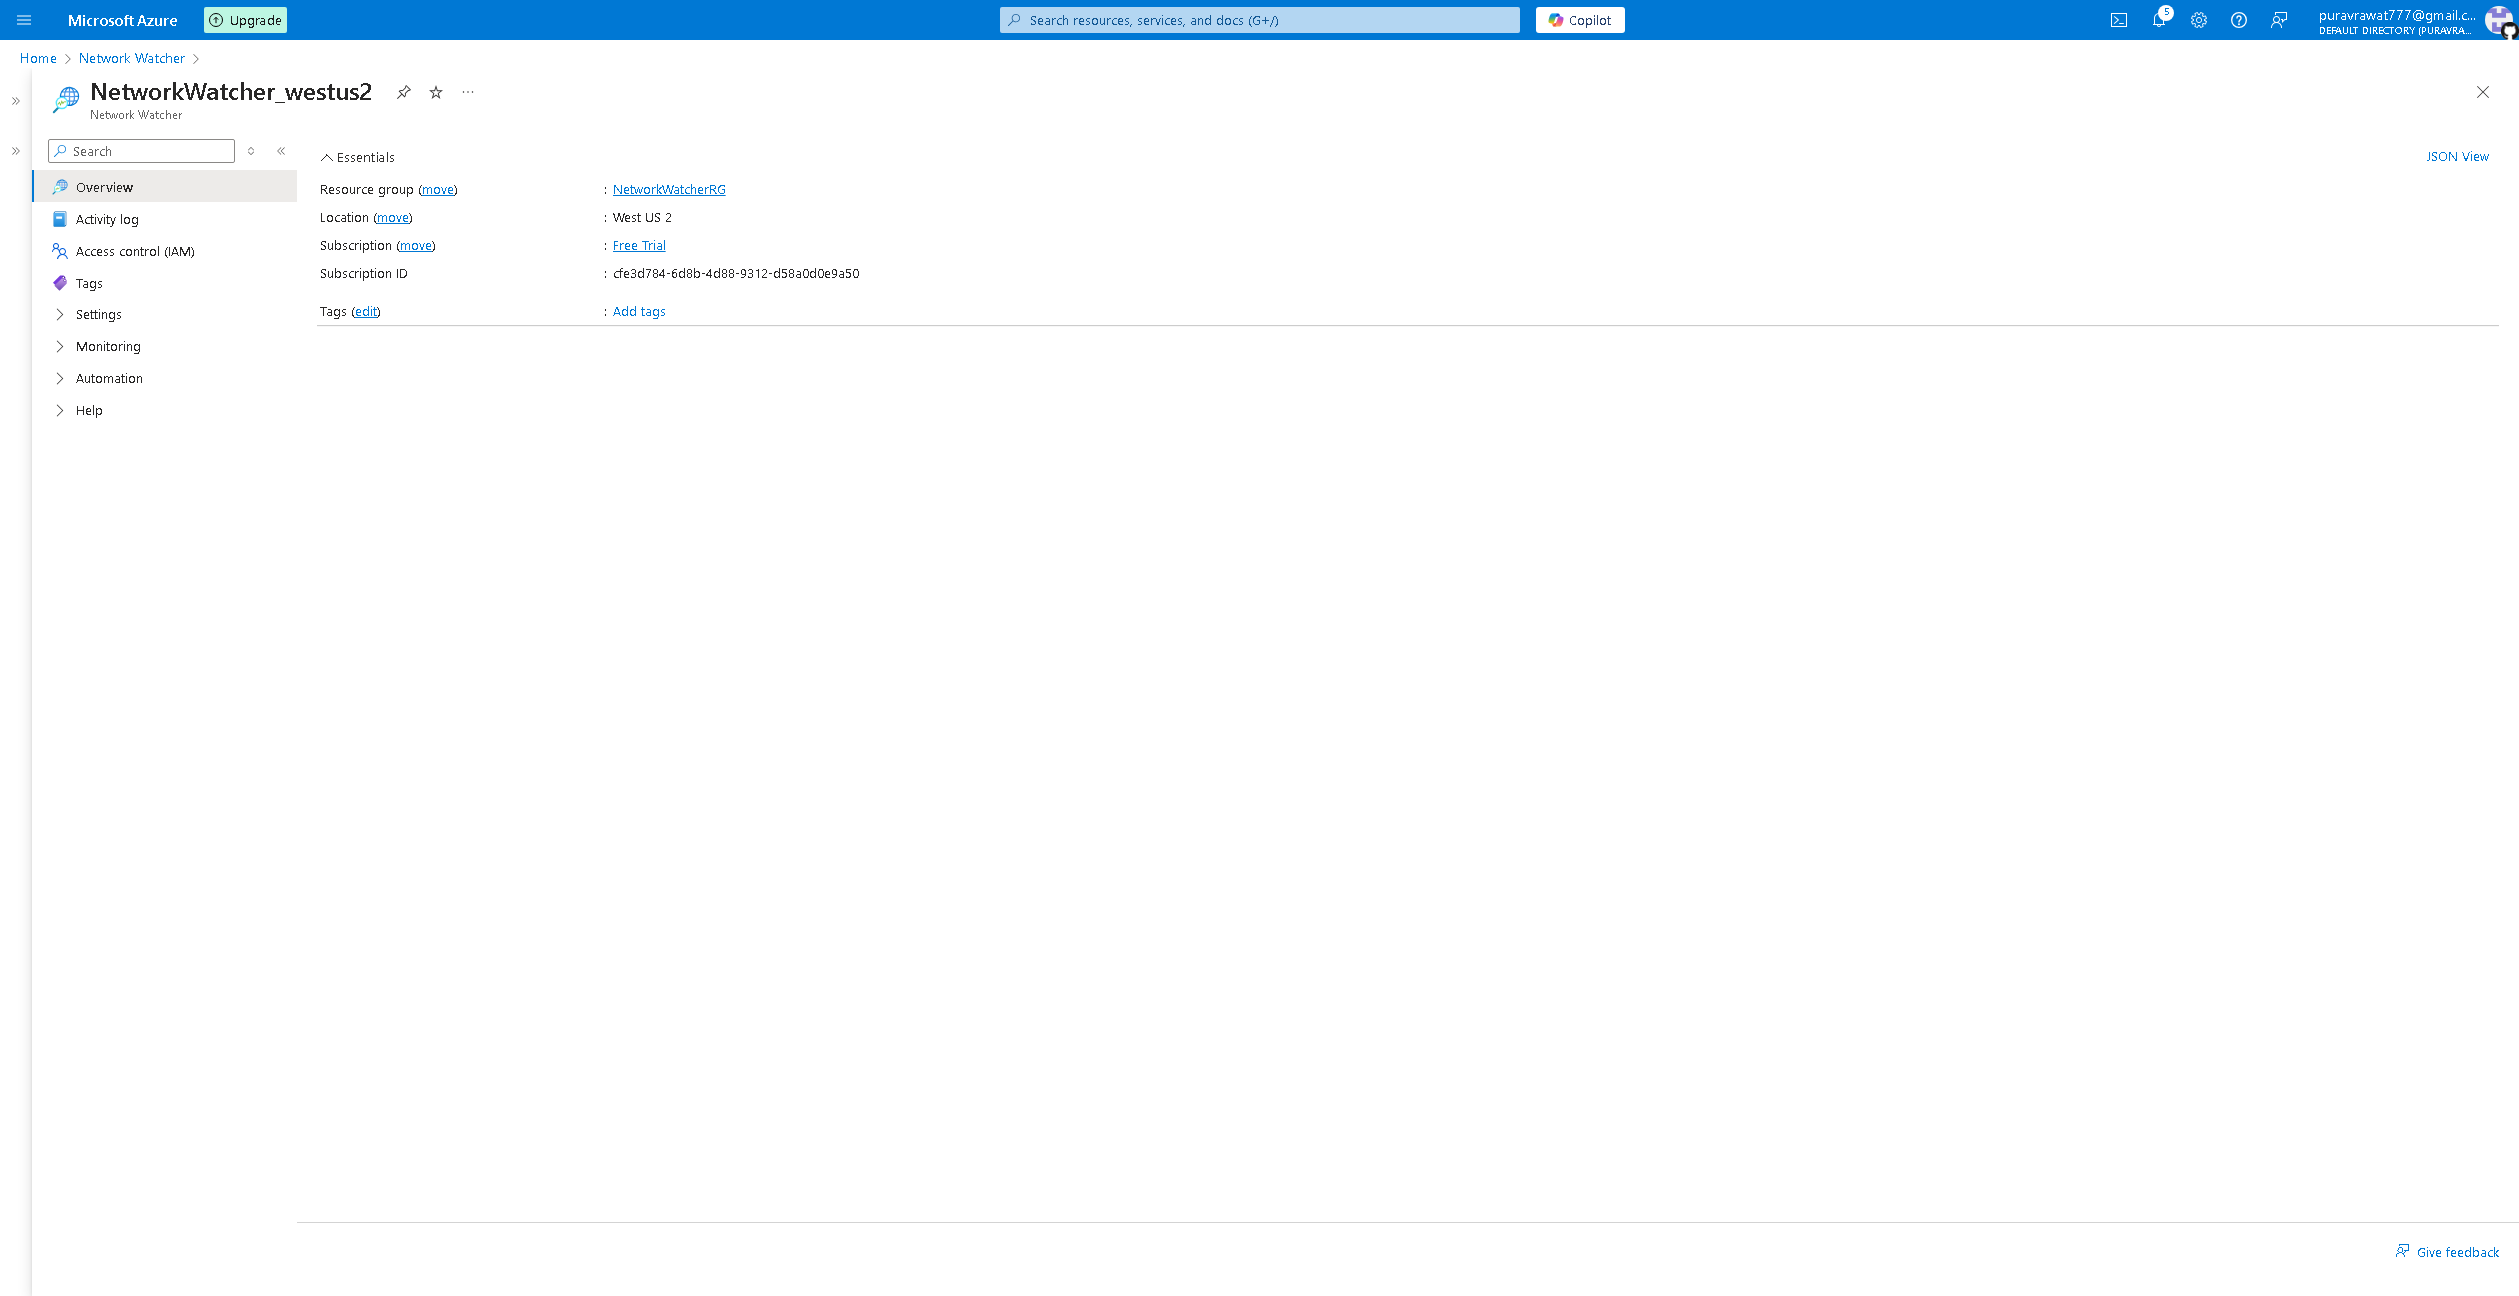 Microsoft Azure
Upgrade
Search resources, services, and docs (G+/)
Copilot
5
puravrawat777@gmail.c...
DEFAULT DIRECTORY (PURAVRA...
Home
Network Watcher
NetworkWatcher_westus2
Network Watcher
Search
Overview
Activity log
Access control (IAM)
Tags
Settings
Monitoring
Automation
Help
Essentials
JSON View
Resource group (move) : NetworkWatcherRG
Location (move) : West US 2
Subscription (move) : Free Trial
Subscription ID : cfe3d784-6d8b-4d88-9312-d58a0d0e9a50
Tags (edit) : Add tags
Give feedback